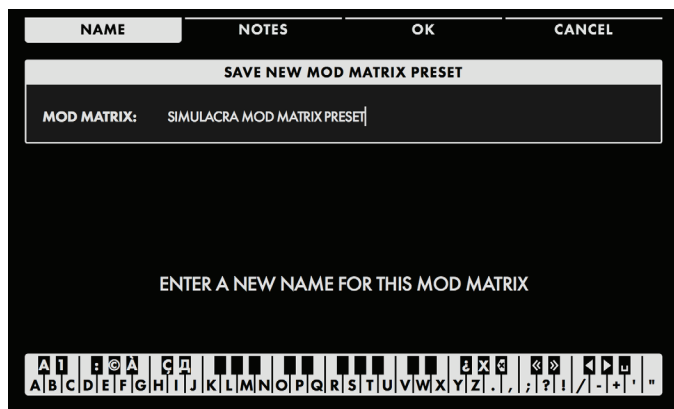 NAME NOTES OK CANCEL
SAVE NEW MOD MATRIX PRESET
MOD MATRIX: SIMULACRA MOD MATRIX PRESET
ENTER A NEW NAME FOR THIS MOD MATRIX
A 1 : © À Ç Д ¿ X « »
A B C D E F G H I J K L M N O P Q R S T U V W X Y Z . , ; ? ! / - + ' "